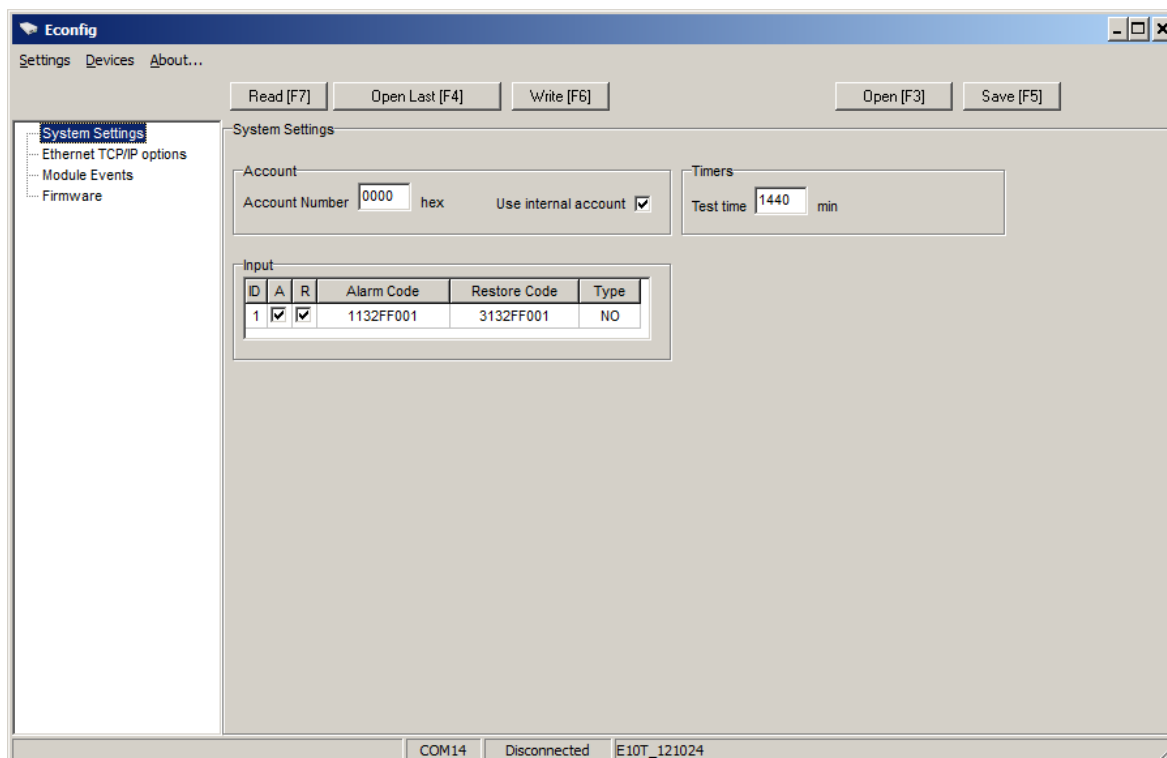 Econfig
Settings Devices About...
Read [F7] Open Last [F4] Write [F6] Open [F3] Save [F5]
System Settings
Ethernet TCP/IP options
Module Events
Firmware
System Settings
Account
Account Number 0000 hex Use internal account
Timers
Test time 1440 min
Input
ID A R Alarm Code Restore Code Type
1 1132FF001 3132FF001 NO
COM14 Disconnected E10T_121024